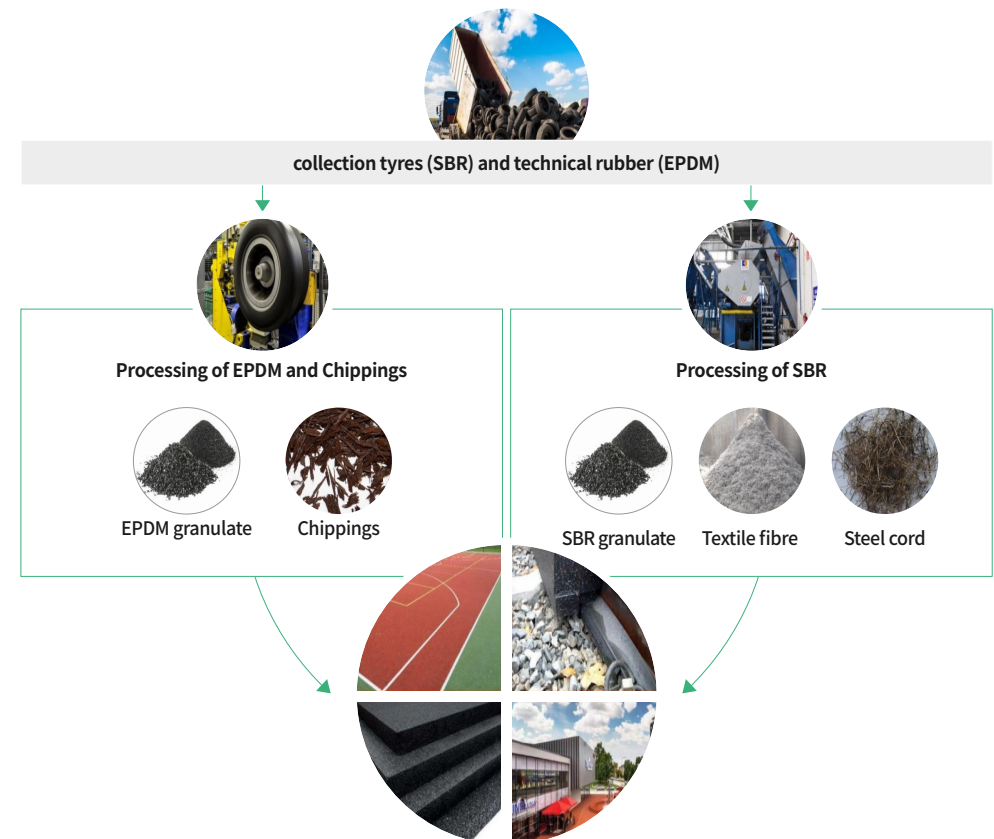 collection tyres (SBR) and technical rubber (EPDM)
Processing of EPDM and Chippings
Processing of SBR
EPDM granulate
Chippings
SBR granulate
Textile fibre
Steel cord